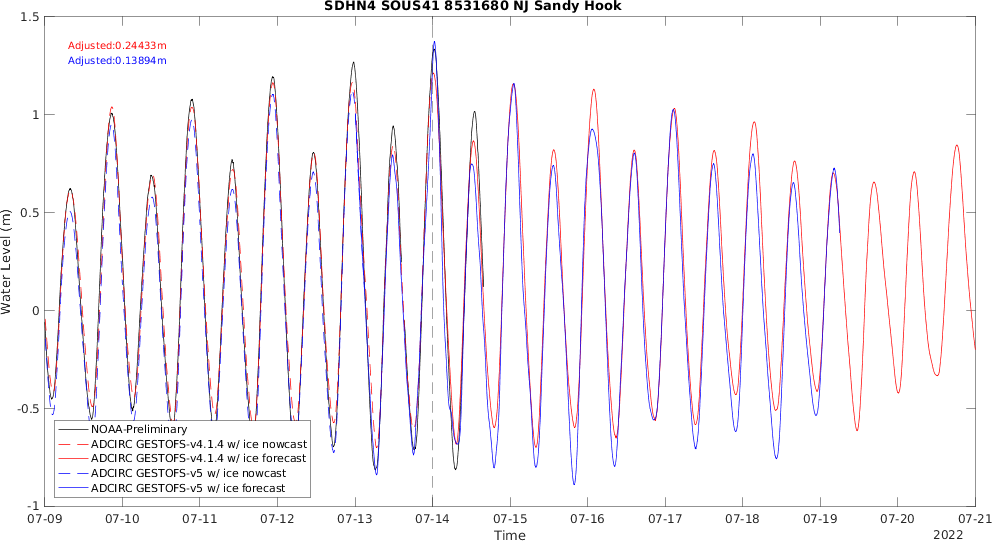 SDHN4 SOUS41 8531680 NJ Sandy Hook
1.5
Adjusted:0.24433m
Adjusted:0.13894m
1
0.5
Water Level (m)
0
-0.5
NOAA-Preliminary
ADCIRC GESTOFS-v4.1.4 w/ ice nowcast
ADCIRC GESTOFS-v4.1.4 w/ ice forecast
ADCIRC GESTOFS-v5 w/ ice nowcast
ADCIRC GESTOFS-v5 w/ ice forecast
-1
07-09 07-10 07-11 07-12 07-13 07-14 07-15 07-16 07-17 07-18 07-19 07-20 07-21
Time
2022